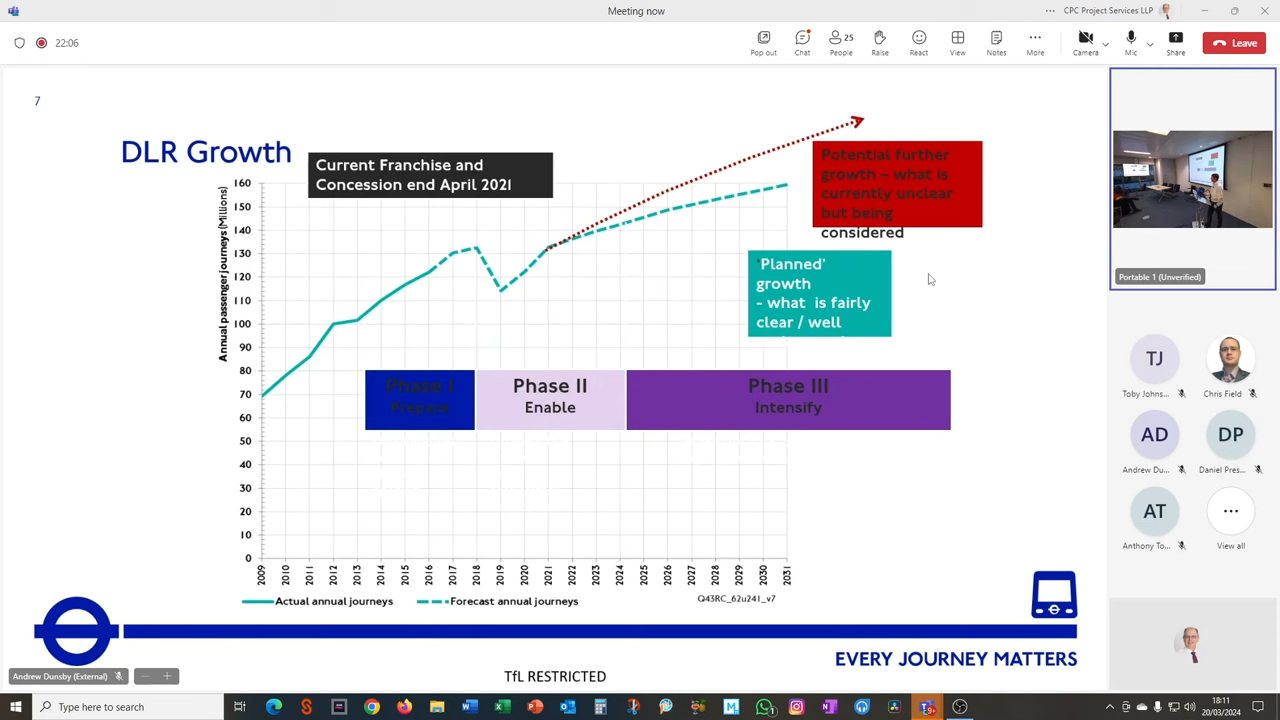 Meeting now
CPC Project Services LLP
22:06
Pop out
Chat
25
People
Raise
React
View
Notes
More
Camera
Mic
Share
Leave
7
DLR Growth
Current Franchise and
Concession end April 2021
Potential further
growth – what is
currently unclear
but being
considered
'Planned'
growth
- what is fairly
clear / well
Annual passenger journeys (Millions)
160
150
140
130
120
110
100
90
80
70
60
50
40
30
20
10
0
Phase I
Prepare
Phase II
Enable
Phase III
Intensify
2009 2010 2011 2012 2013 2014 2015 2016 2017 2018 2019 2020 2021 2022 2023 2024 2025 2026 2027 2028 2029 2030 2031
Actual annual journeys
Forecast annual journeys
Q43RC_62u241_v7
EVERY JOURNEY MATTERS
TfL RESTRICTED
Andrew Dunsby (External)
Portable 1 (Unverified)
TJ
Toby Johns...
Chris Field
AD
Andrew Du...
DP
Daniel Pres...
AT
Anthony To...
View all
Type here to search
18:11
20/03/2024